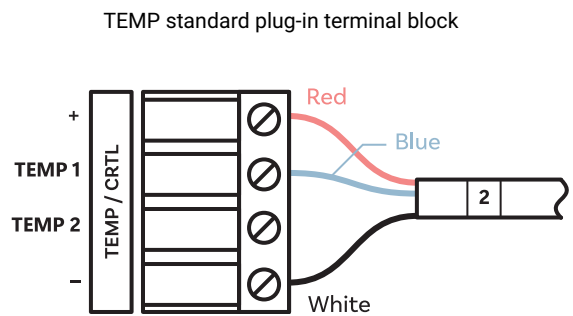 TEMP standard plug-in terminal block
Red
+
Blue
TEMP 1
TEMP / CRTL
2
TEMP 2
–
White